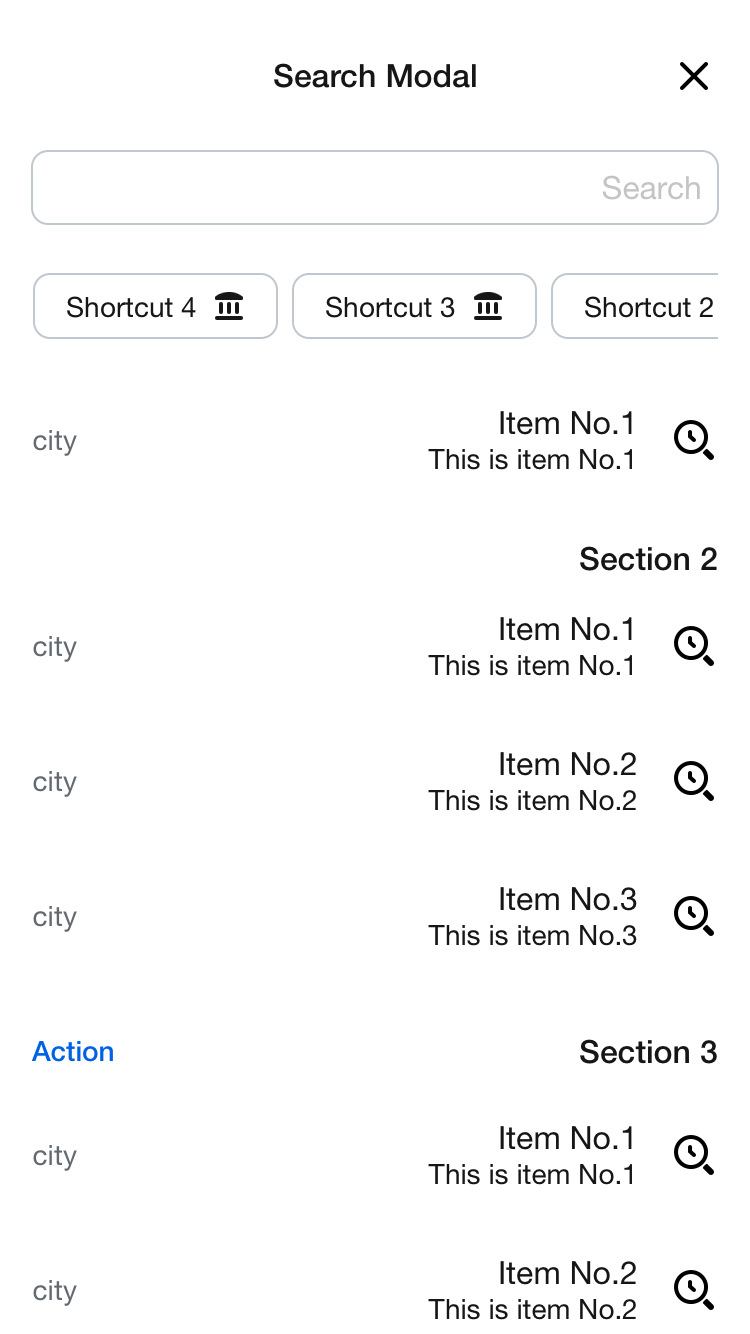 Search Modal
Search
Shortcut 4
Shortcut 3
Shortcut 2
Item No.1
This is item No.1
city
Section 2
Item No.1
This is item No.1
city
Item No.2
This is item No.2
city
Item No.3
This is item No.3
city
Section 3
Action
Item No.1
This is item No.1
city
Item No.2
This is item No.2
city